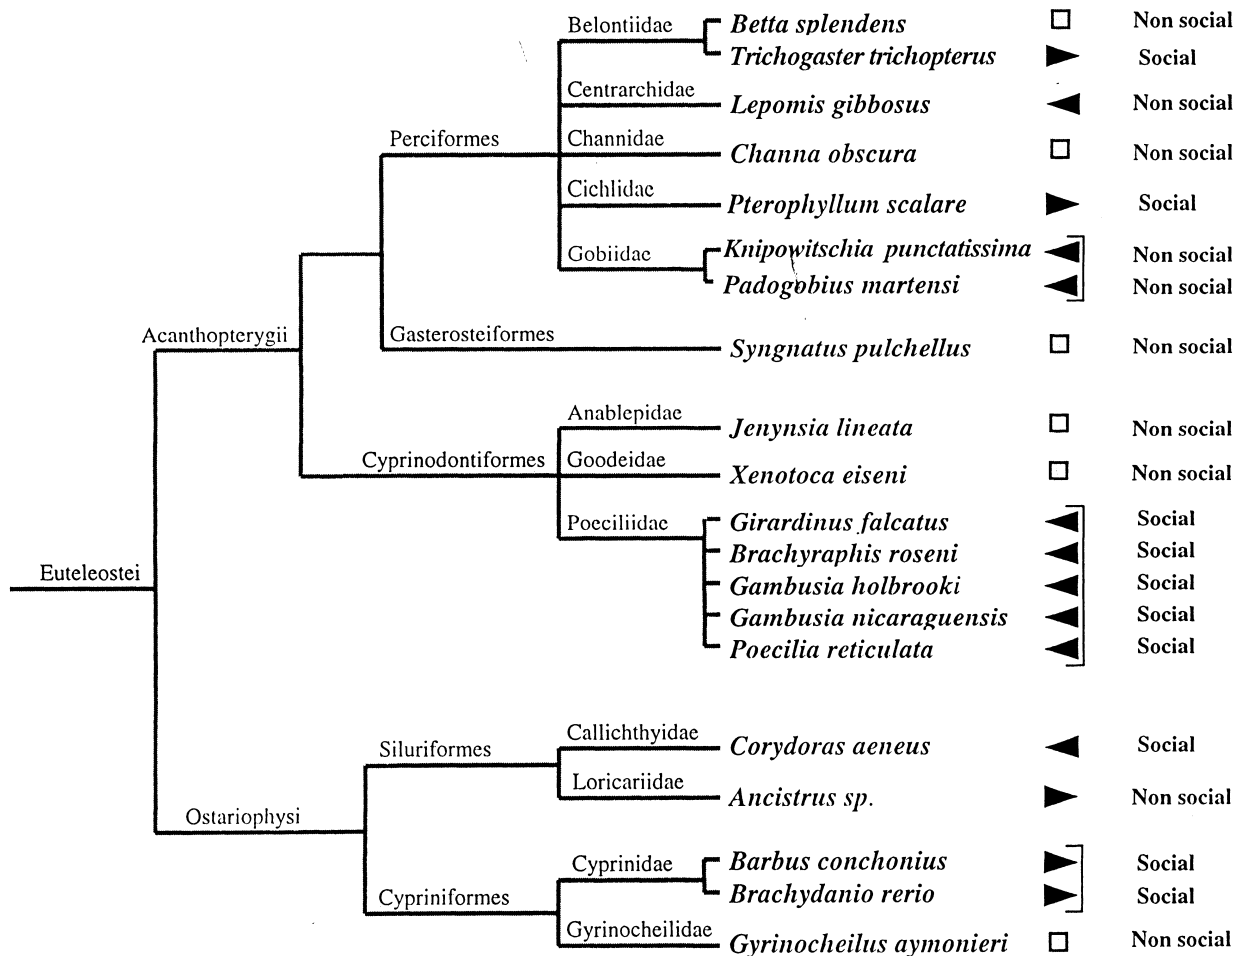 Belontiidae Betta splendens Non social
Trichogaster trichopterus Social
Centrarchidae Lepomis gibbosus Non social
Perciformes Channidae Channa obscura Non social
Cichlidae Pterophyllum scalare Social
Gobiidae Knipowitschia punctatissima Non social
Padogobius martensi Non social
Acanthopterygii Gasterosteiformes Syngnatus pulchellus Non social
Anablepidae Jenynsia lineata Non social
Cyprinodontiformes Goodeidae Xenotoca eiseni Non social
Poeciliidae Girardinus falcatus Social
Brachyraphis roseni Social
Euteleostei Gambusia holbrooki Social
Gambusia nicaraguensis Social
Poecilia reticulata Social
Siluriformes Callichthyidae Corydoras aeneus Social
Loricariidae Ancistrus sp. Non social
Ostariophysi
Cyprinidae Barbus conchonius Social
Cypriniformes Brachydanio rerio Social
Gyrinocheilidae Gyrinocheilus aymonieri Non social